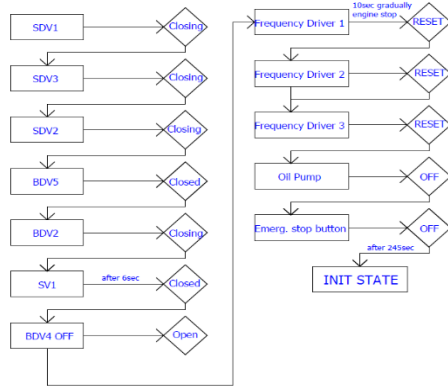 SDV1
Closing
SDV3
Closing
SDV2
Closing
BDV5
Closed
BDV2
Closing
SV1
after 6sec
Closed
BDV4 OFF
Open
10sec gradually
engine stop
Frequency Driver 1
RESET
Frequency Driver 2
RESET
Frequency Driver 3
RESET
Oil Pump
OFF
Emerg. stop button
OFF
after 245sec
INIT STATE